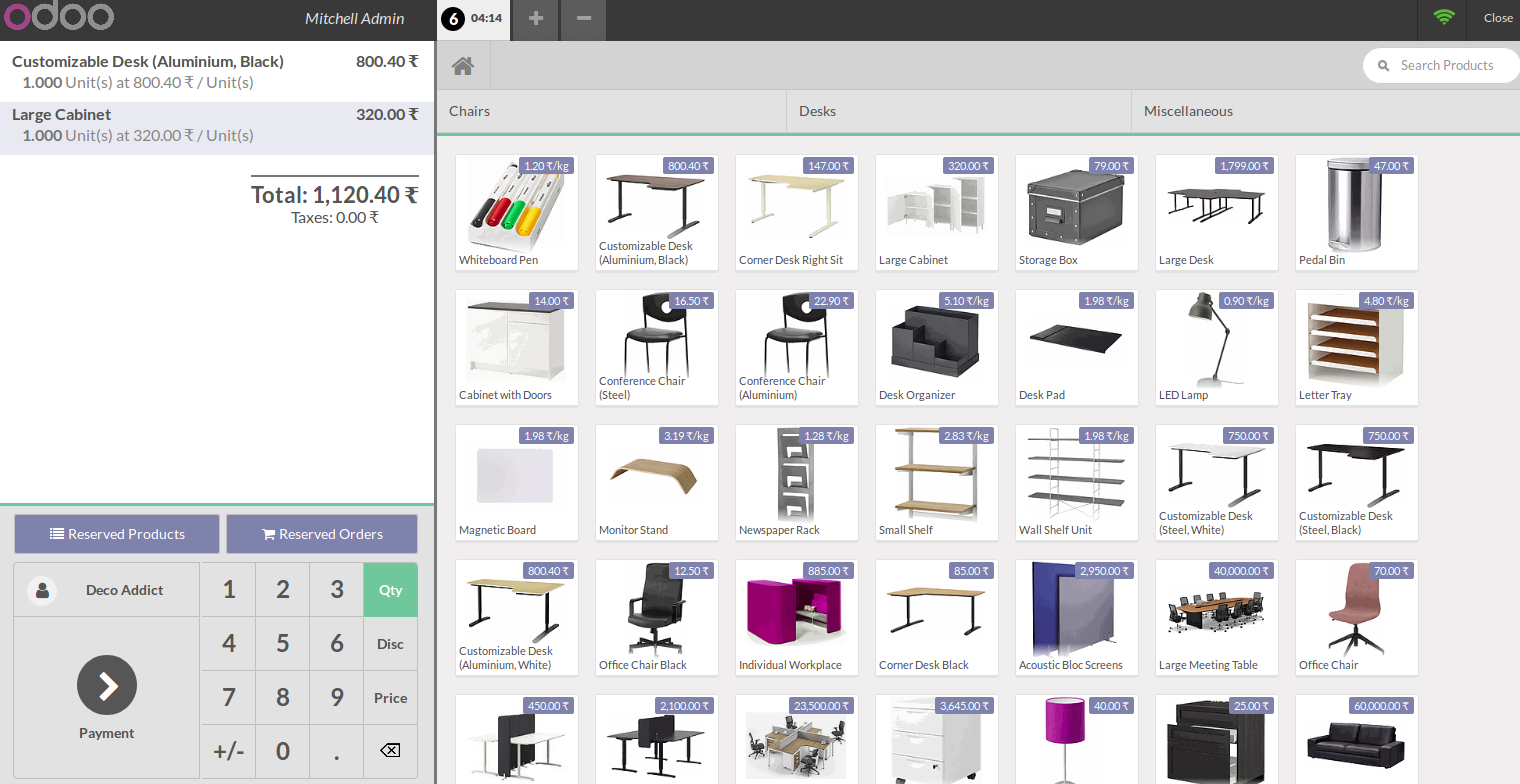 odoo
Mitchell Admin
6 04:14
Close
Customizable Desk (Aluminium, Black) 800.40 ₹
1.000 Unit(s) at 800.40 ₹ / Unit(s)
Large Cabinet 320.00 ₹
1.000 Unit(s) at 320.00 ₹ / Unit(s)
Total: 1,120.40 ₹
Taxes: 0.00 ₹
Reserved Products
Reserved Orders
Deco Addict
Payment
1 2 3 Qty
4 5 6 Disc
7 8 9 Price
+/- 0 .
Search Products
Chairs Desks Miscellaneous
1.20 ₹/kg
Whiteboard Pen
800.40 ₹
Customizable Desk
(Aluminium, Black)
147.00 ₹
Corner Desk Right Sit
320.00 ₹
Large Cabinet
79.00 ₹
Storage Box
1,799.00 ₹
Large Desk
47.00 ₹
Pedal Bin
14.00 ₹
Cabinet with Doors
16.50 ₹
Conference Chair
(Steel)
22.90 ₹
Conference Chair
(Aluminium)
5.10 ₹/kg
Desk Organizer
1.98 ₹/kg
Desk Pad
0.90 ₹/kg
LED Lamp
4.80 ₹/kg
Letter Tray
1.98 ₹/kg
Magnetic Board
3.19 ₹/kg
Monitor Stand
1.28 ₹/kg
Newspaper Rack
2.83 ₹/kg
Small Shelf
1.98 ₹/kg
Wall Shelf Unit
750.00 ₹
Customizable Desk
(Steel, White)
750.00 ₹
Customizable Desk
(Steel, Black)
800.40 ₹
Customizable Desk
(Aluminium, White)
12.50 ₹
Office Chair Black
885.00 ₹
Individual Workplace
85.00 ₹
Corner Desk Black
2,950.00 ₹
Acoustic Bloc Screens
40,000.00 ₹
Large Meeting Table
70.00 ₹
Office Chair
450.00 ₹
2,100.00 ₹
23,500.00 ₹
3,645.00 ₹
40.00 ₹
25.00 ₹
60,000.00 ₹